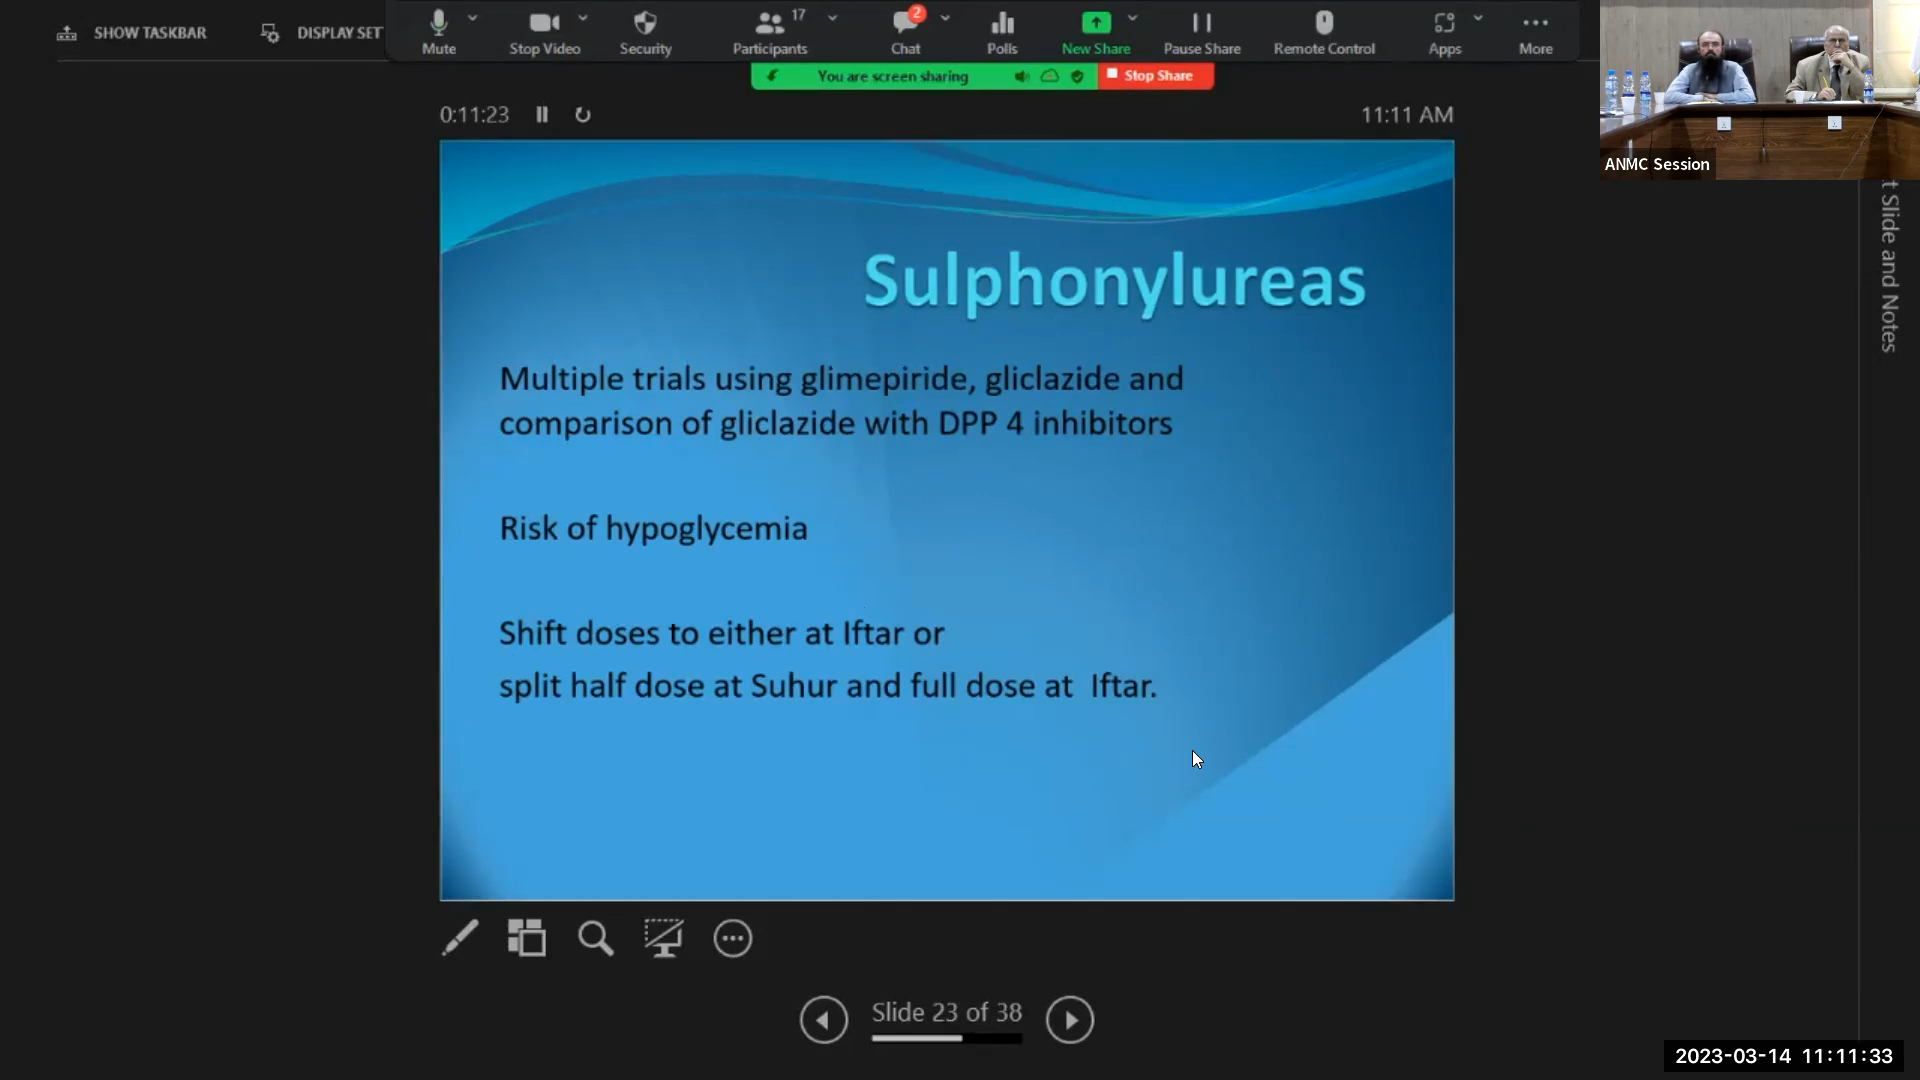 SHOW TASKBAR
DISPLAY SET
Mute
Stop Video
Security
17
Participants
2
Chat
Polls
New Share
Pause Share
Remote Control
Apps
More
You are screen sharing
Stop Share
0:11:23
11:11 AM
ANMC Session
t Slide and Notes
Sulphonylureas
Multiple trials using glimepiride, gliclazide and
comparison of gliclazide with DPP 4 inhibitors
Risk of hypoglycemia
Shift doses to either at Iftar or
split half dose at Suhur and full dose at Iftar.
Slide 23 of 38
2023-03-14 11:11:33